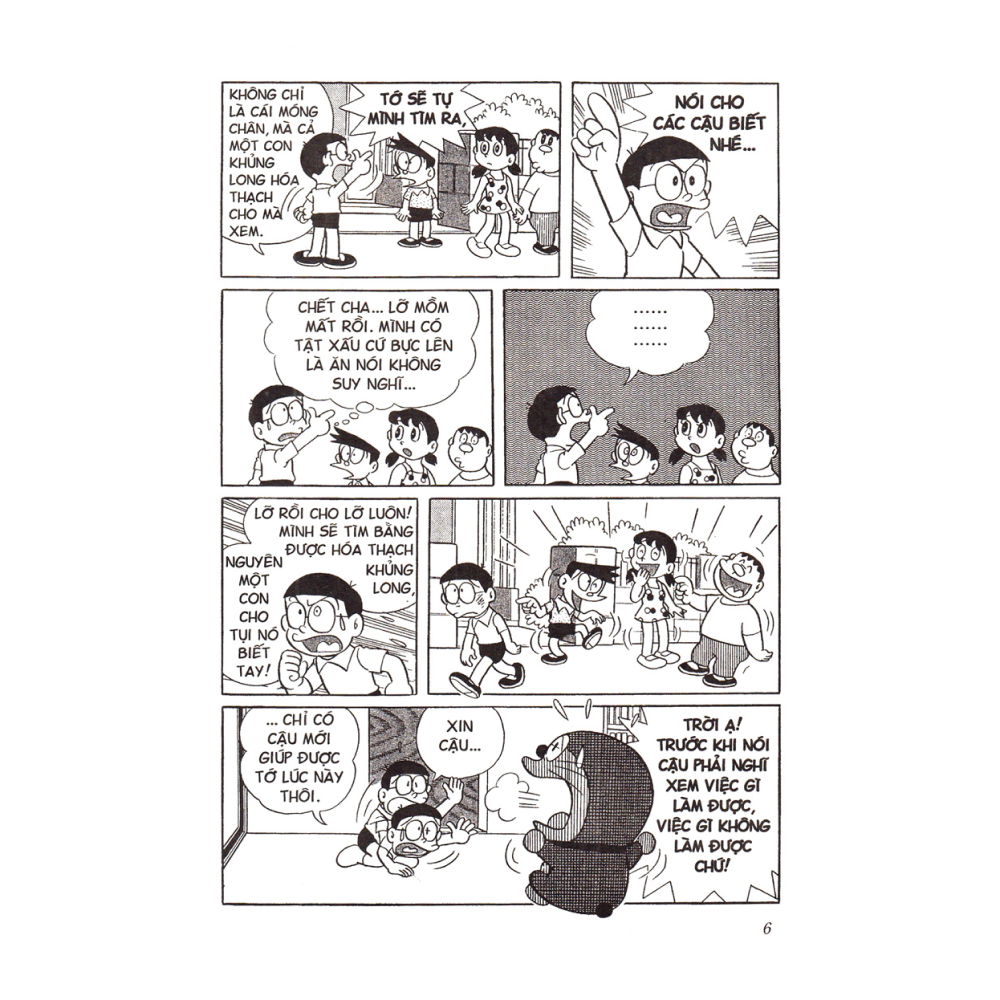 KHÔNG CHỈ
LÀ CÁI MÓNG
CHÂN, MÀ CẢ
MỘT CON
KHỦNG
LONG HÓA
THẠCH
CHO MÀ
XEM.
TỚ SẼ TỰ
MÌNH TÌM RA,
NÓI CHO
CÁC CẬU BIẾT
NHÉ...
CHẾT CHA... LỠ MỒM
MẤT RỒI. MÌNH CÓ
TẬT XẤU CỨ BỰC LÊN
LÀ ĂN NÓI KHÔNG
SUY NGHĨ...
......
......
......
LỠ RỒI CHO LỠ LUÔN!
MÌNH SẼ TÌM BẰNG
ĐƯỢC HÓA THẠCH
KHỦNG
LONG,
NGUYÊN
MỘT
CON
CHO
TỤI NÓ
BIẾT
TAY!
... CHỈ CÓ
CẬU MỚI
GIÚP ĐƯỢC
TỚ LÚC NÀY
THÔI.
XIN
CẬU...
TRỜI Ạ!
TRƯỚC KHI NÓI
CẬU PHẢI NGHĨ
XEM VIỆC GÌ
LÀM ĐƯỢC,
VIỆC GÌ KHÔNG
LÀM ĐƯỢC
CHỨ!
6